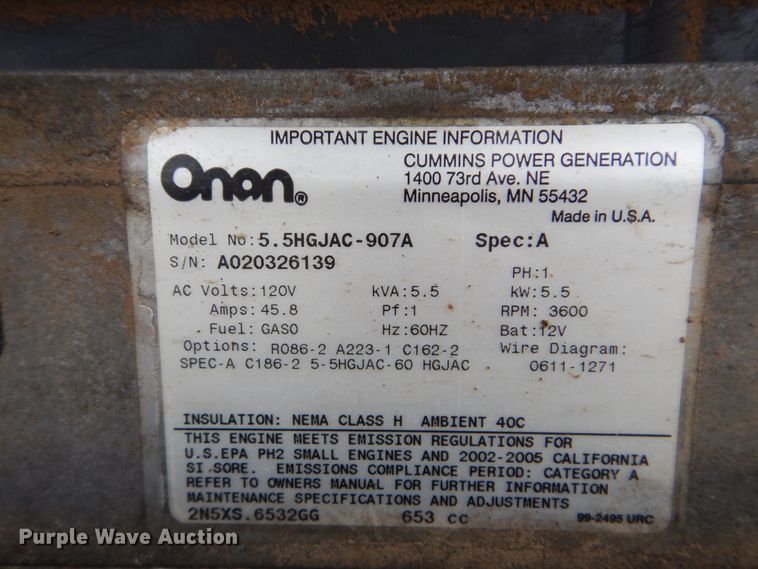 IMPORTANT ENGINE INFORMATION
Onan®
CUMMINS POWER GENERATION
1400 73rd Ave. NE
Minneapolis, MN 55432
Made in U.S.A.
Model No: 5.5HGJAC-907A Spec: A
S/N: A020326139
PH: 1
AC Volts: 120V kVA: 5.5 kW: 5.5
Amps: 45.8 Pf: 1 RPM: 3600
Fuel: GASO Hz: 60HZ Bat: 12V
Options: R086-2 A223-1 C162-2 Wire Diagram:
SPEC-A C186-2 5-5HGJAC-60 HGJAC 0611-1271
INSULATION: NEMA CLASS H AMBIENT 40C
THIS ENGINE MEETS EMISSION REGULATIONS FOR
U.S.EPA PH2 SMALL ENGINES AND 2002-2005 CALIFORNIA
SI SORE. EMISSIONS COMPLIANCE PERIOD: CATEGORY A
REFER TO OWNERS MANUAL FOR FURTHER INFORMATION
MAINTENANCE SPECIFICATIONS AND ADJUSTMENTS
2N5XS.6532GG 653 cc 99-2495 URC
Purple Wave Auction